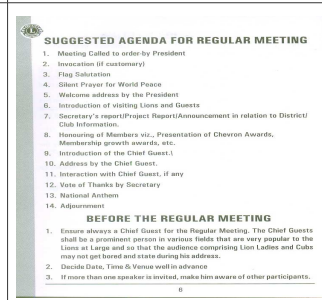 SUGGESTED AGENDA FOR REGULAR MEETING
1. Meeting Called to order-by President
2. Invocation (if customery)
3. Flag Salutation
4. Silent Prayer for World Peace
5. Welcome address by the President
6. Introduction of visiting Lions and Guests
7. Secretary's report/Project Report/Announcement in relation to District/
Club Information.
8. Honouring of Members viz., Presentation of Chevron Awards,
Membership growth awards, etc.
9. Introduction of the Chief Guest.\
10. Address by the Chief Guest.
11. Interaction with Chief Guest, if any
12. Vote of Thanks by Secretary
13. National Anthem
14. Adjournment
BEFORE THE REGULAR MEETING
1. Ensure always a Chief Guest for the Regular Meeting. The Chief Guests
shall be a prominent person in various fields that are very popular to the
Lions at Large and so that the audience comprising Lion Ladies and Cubs
may not get bored and state during his address.
2. Decide Date, Time & Venue well in advance
3. If more than one speaker is invited, make him aware of other participants.
6